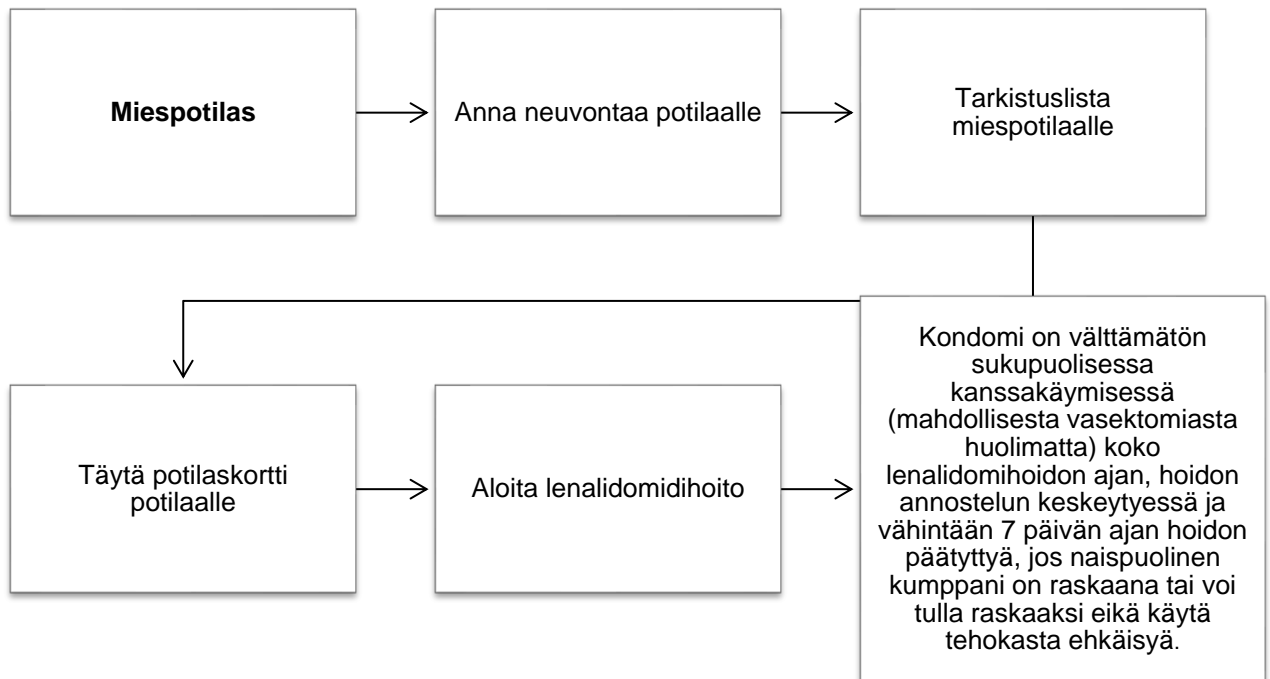 Miespotilas
Anna neuvontaa potilaalle
Tarkistuslista
miespotilaalle
Täytä potilaskortti
potilaalle
Aloita lenalidomidihoito
Kondomi on välttämätön
sukupuolisessa
kanssakäymisessä
(mahdollisesta vasektomiasta
huolimatta) koko
lenalidomihoidon ajan, hoidon
annostelun keskeytyessä ja
vähintään 7 päivän ajan hoidon
päätyttyä, jos naispuolinen
kumppani on raskaana tai voi
tulla raskaaksi eikä käytä
tehokasta ehkäisyä.